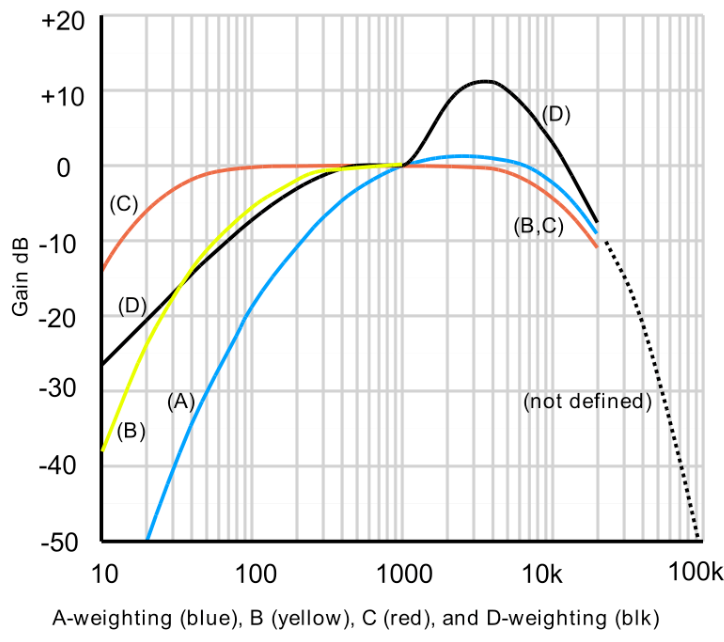 +20
+10
0
-10
-20
-30
-40
-50
Gain dB
(C)
(D)
(B)
(A)
(D)
(B,C)
(not defined)
10 100 1000 10k 100k
A-weighting (blue), B (yellow), C (red), and D-weighting (blk)